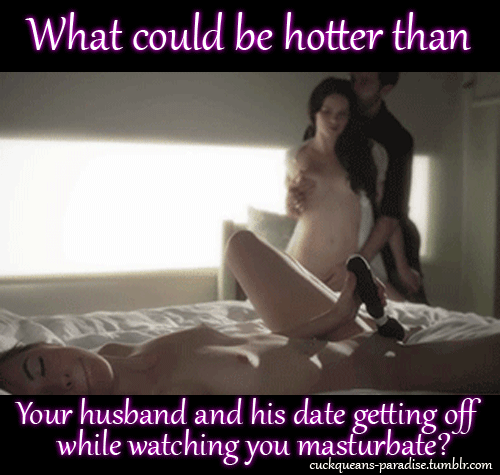 What could be hotter than
Your husband and his date getting off
while watching you masturbate?
cuckqueans-paradise.tumblr.com